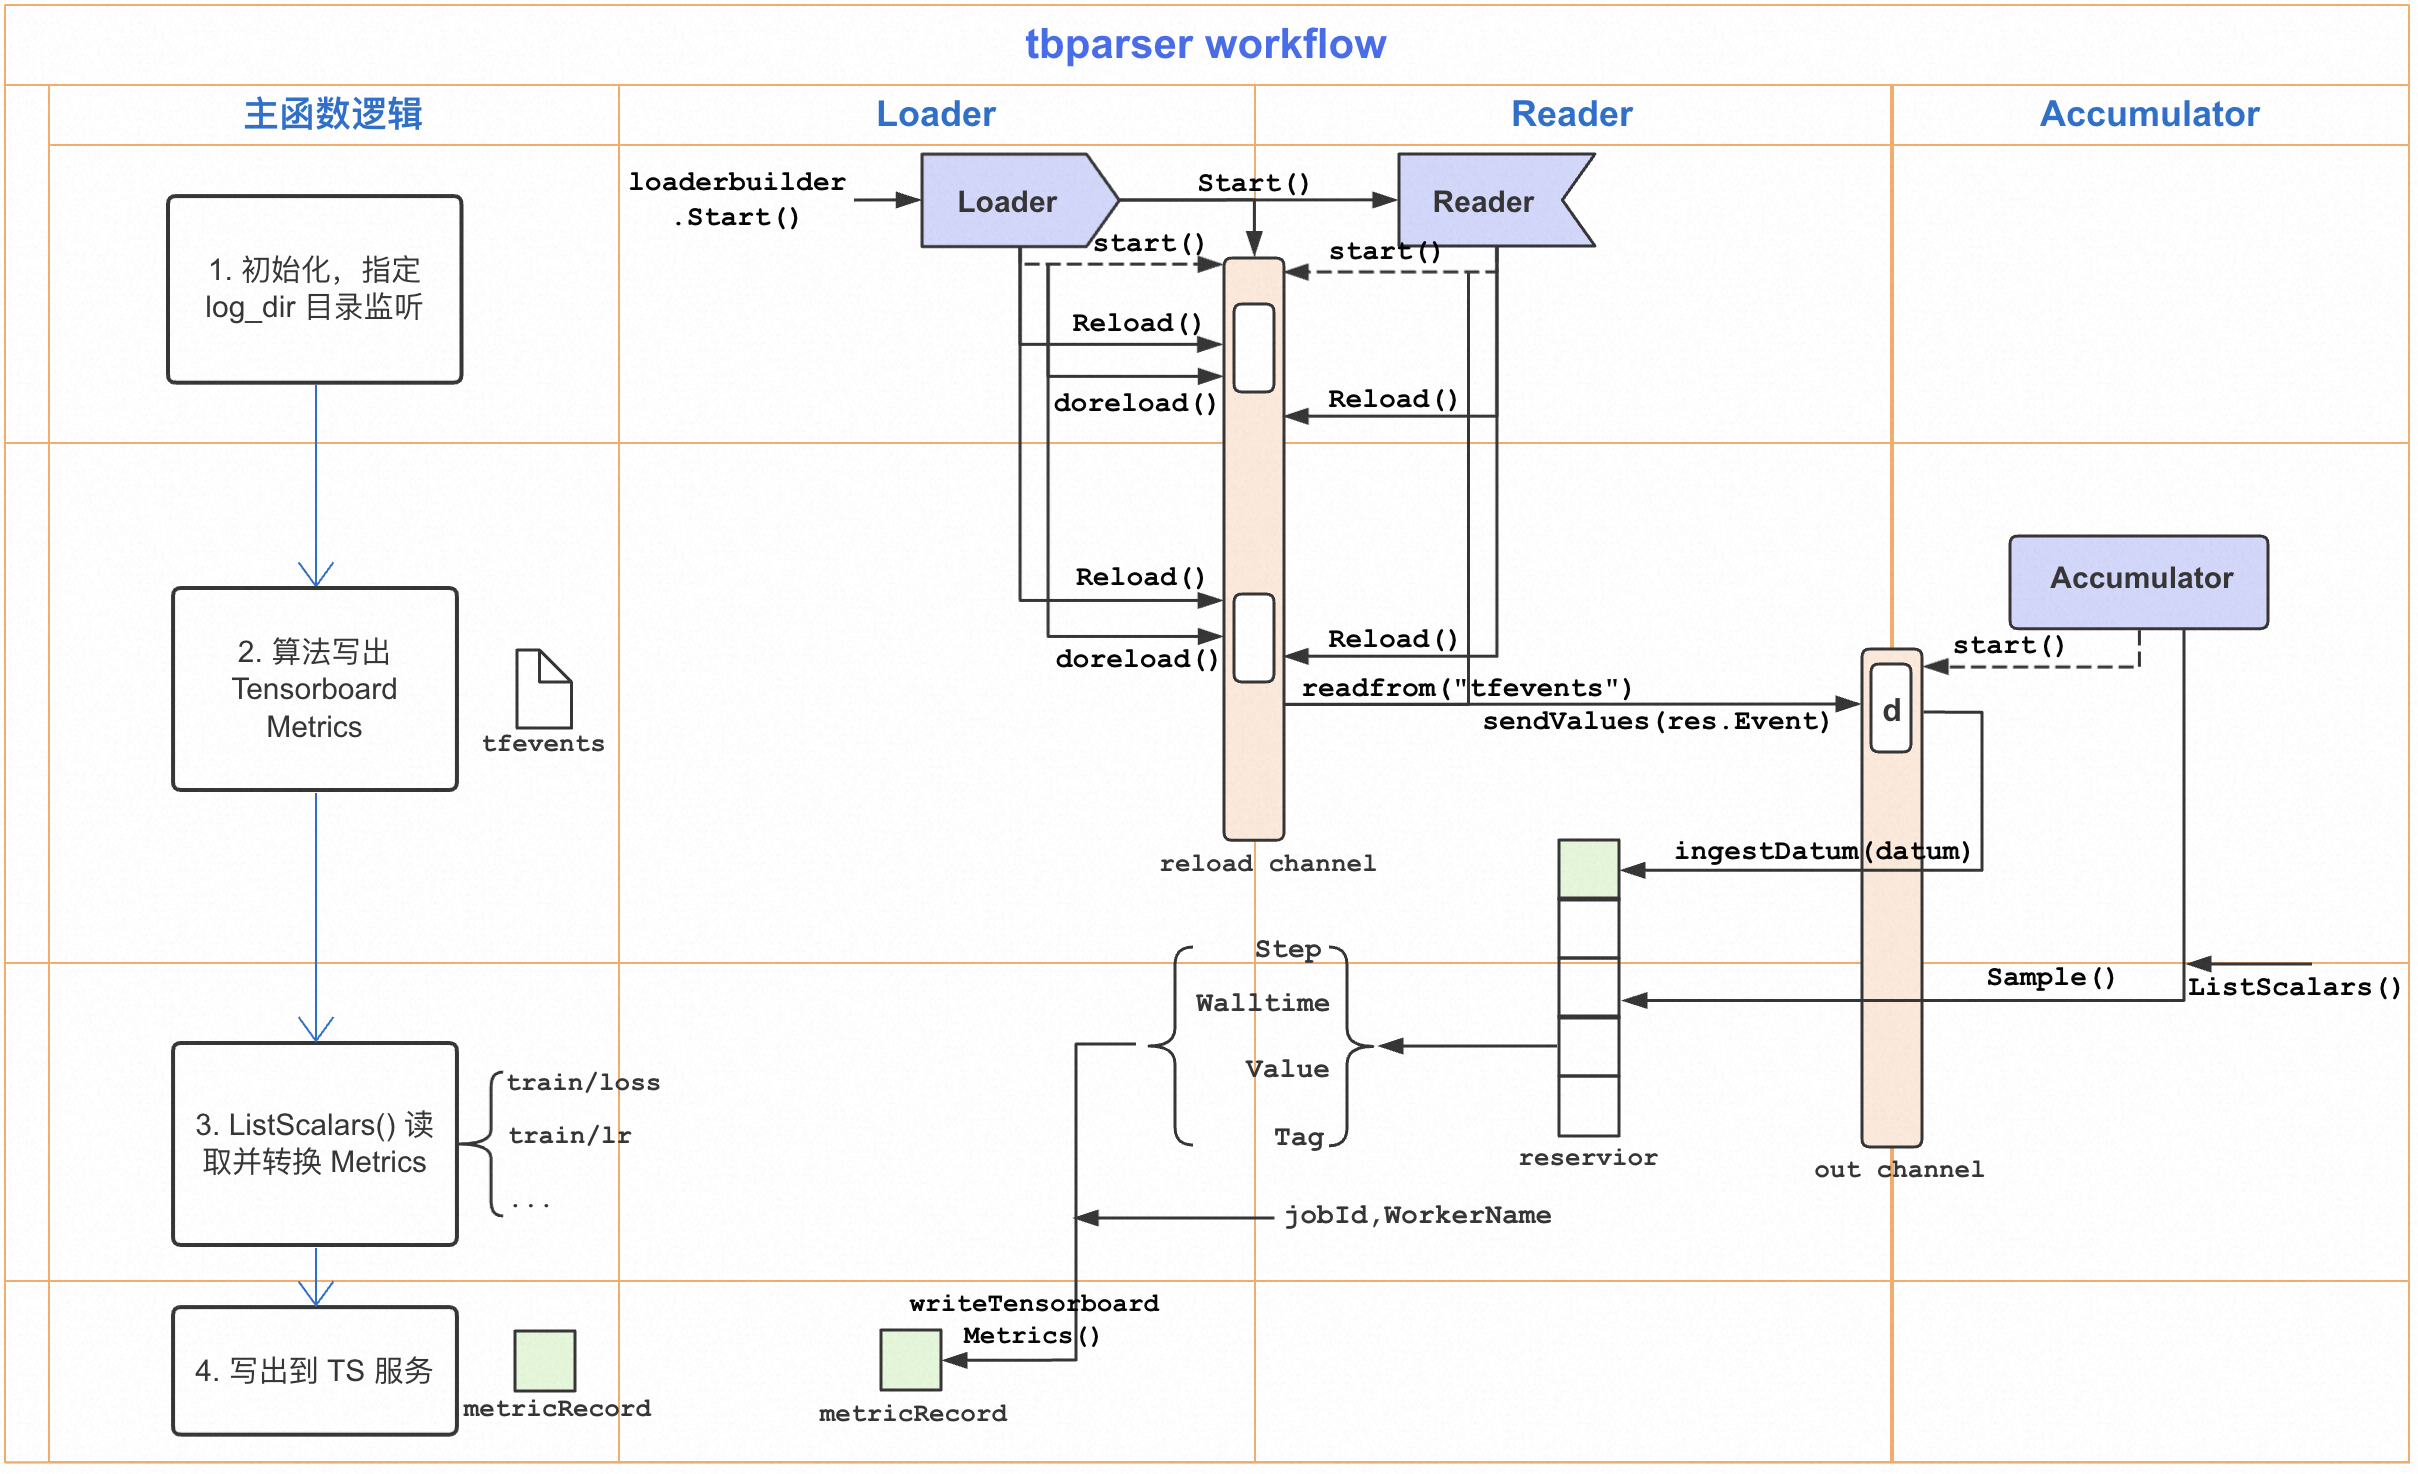 tbparser workflow
主函数逻辑
Loader
Reader
Accumulator
loaderbuilder
.Start()
Loader
Start()
Reader
start()
start()
1. 初始化，指定
log_dir 目录监听
Reload()
doreload()
Reload()
Reload()
doreload()
Reload()
Accumulator
start()
2. 算法写出
Tensorboard
Metrics
tfevents
readfrom("tfevents")
sendValues(res.Event)
d
ingestDatum(datum)
reload channel
Step
Walltime
Value
Tag
Sample()
ListScalars()
reservior
out channel
3. ListScalars() 读
取并转换 Metrics
train/loss
train/lr
...
jobId,WorkerName
writeTensorboard
Metrics()
4. 写出到 TS 服务
metricRecord
metricRecord